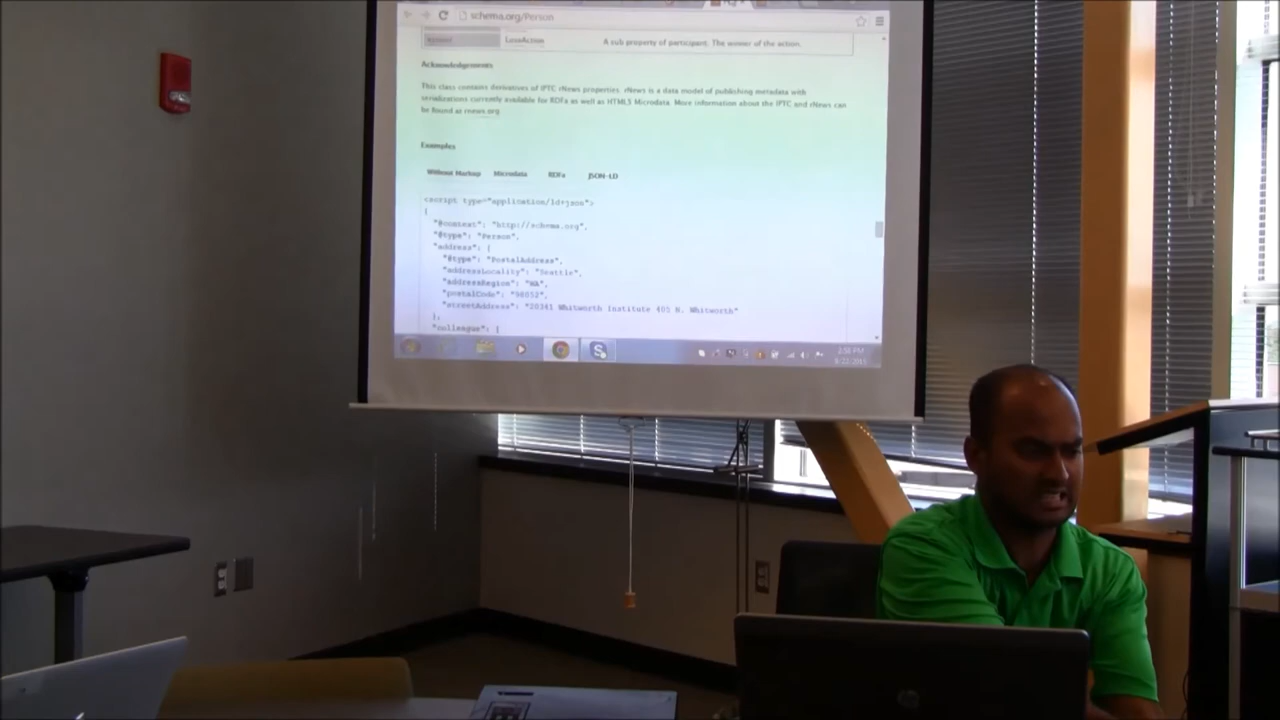 schema.org/Person
LoseAction A sub property of participant. The winner of the action.
Acknowledgements
This class contains derivatives of IPTC rNews properties. rNews is a data model of publishing metadata with
serializations currently available for RDFa as well as HTML5 Microdata. More information about the IPTC and rNews can
be found at rnews.org.
Examples
Without Markup Microdata RDFa JSON-LD
<script type="application/ld+json">
{
"@context": "http://schema.org",
"@type": "Person",
"address": {
"@type": "PostalAddress",
"addressLocality": "Seattle",
"addressRegion": "WA",
"postalCode": "98052",
"streetAddress": "20341 Whitworth Institute 405 N. Whitworth"
},
"colleague": [
2:58 PM